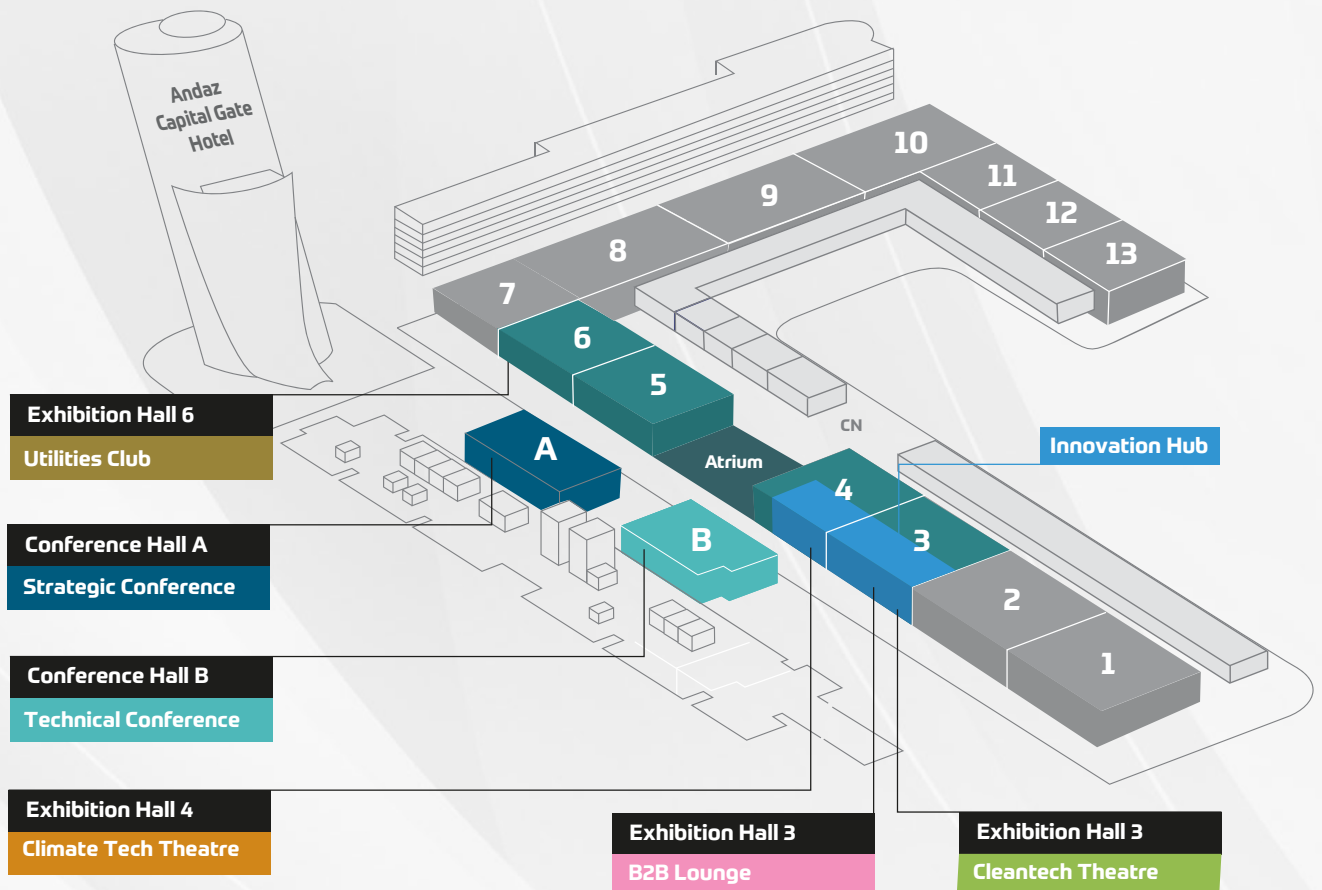 Andaz
Capital Gate
Hotel
10
11
9
12
8
13
7
6
5
Exhibition Hall 6
Utilities Club
CN
A
Atrium
Innovation Hub
4
B
3
Conference Hall A
Strategic Conference
2
1
Conference Hall B
Technical Conference
Exhibition Hall 4
Climate Tech Theatre
Exhibition Hall 3
B2B Lounge
Exhibition Hall 3
Cleantech Theatre